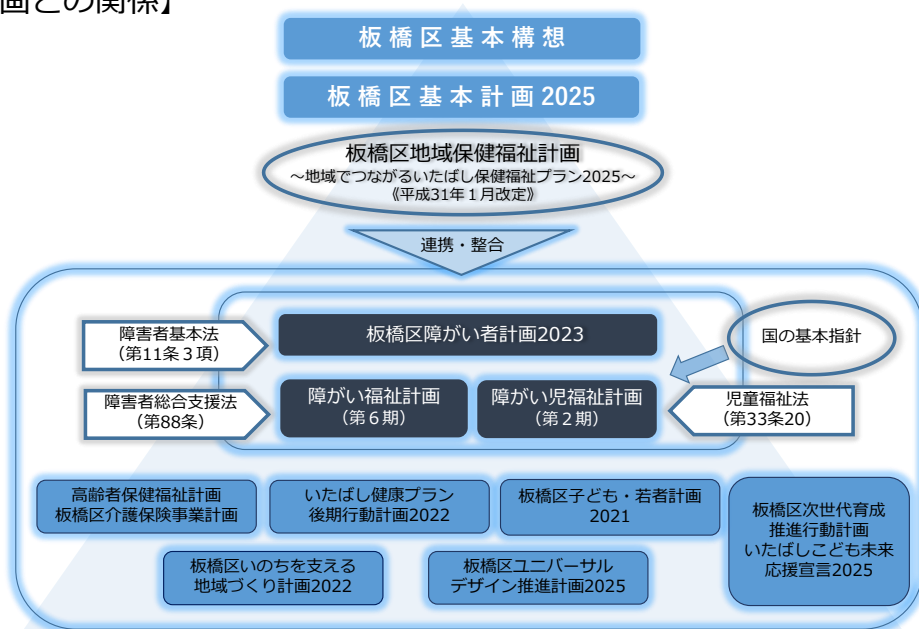 画との関係】
板橋区基本構想
板橋区基本計画2025
板橋区地域保健福祉計画
～地域でつながるいたばし保健福祉プラン2025～
《平成31年１月改定》
連携・整合
障害者基本法
（第11条３項）
板橋区障がい者計画2023
国の基本指針
障害者総合支援法
（第88条）
障がい福祉計画
（第６期）
障がい児福祉計画
（第２期）
児童福祉法
（第33条20）
高齢者保健福祉計画
板橋区介護保険事業計画
いたばし健康プラン
後期行動計画2022
板橋区子ども・若者計画
2021
板橋区次世代育成
推進行動計画
いたばしこども未来
応援宣言2025
板橋区いのちを支える
地域づくり計画2022
板橋区ユニバーサル
デザイン推進計画2025